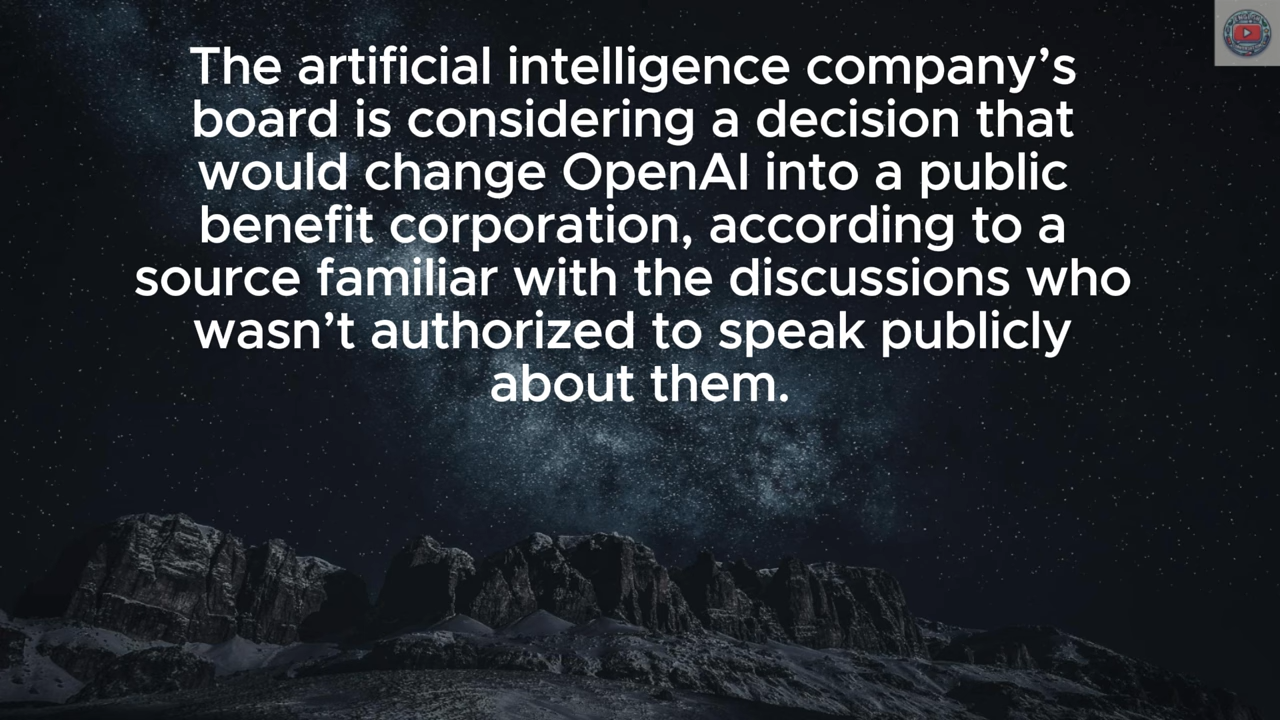 The artificial intelligence company’s
board is considering a decision that
would change OpenAI into a public
benefit corporation, according to a
source familiar with the discussions who
wasn’t authorized to speak publicly
about them.